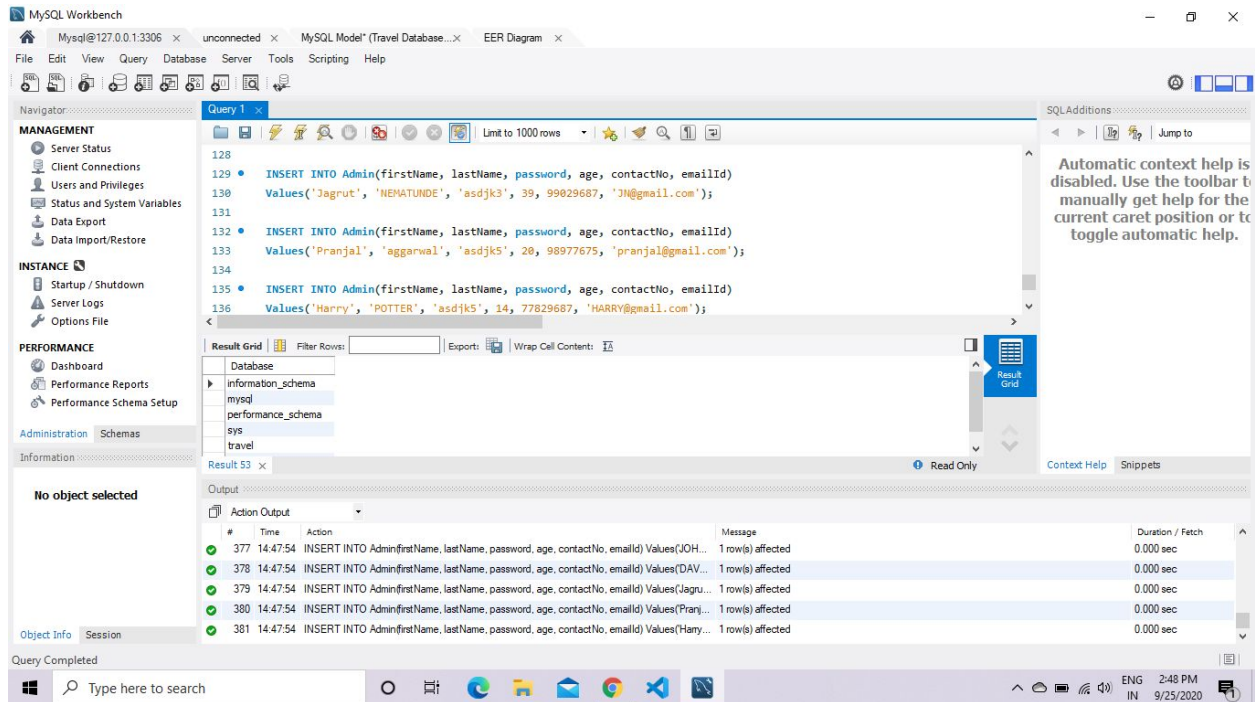 MySQL Workbench
Mysql@127.0.0.1:3306 × unconnected × MySQL Model* (Travel Database...× EER Diagram ×
File Edit View Query Database Server Tools Scripting Help
Navigator
MANAGEMENT
Server Status
Client Connections
Users and Privileges
Status and System Variables
Data Export
Data Import/Restore
INSTANCE
Startup / Shutdown
Server Logs
Options File
PERFORMANCE
Dashboard
Performance Reports
Performance Schema Setup
Administration Schemas
Information
No object selected
Object Info Session
Query 1 ×
Limit to 1000 rows
128
129 INSERT INTO Admin(firstName, lastName, password, age, contactNo, emailId)
130 Values('Jagrut', 'NEMATUNDE', 'asdjk3', 39, 99029687, 'JN@gmail.com');
131
132 INSERT INTO Admin(firstName, lastName, password, age, contactNo, emailId)
133 Values('Pranjal', 'aggarwal', 'asdjk5', 20, 98977675, 'pranjal@gmail.com');
134
135 INSERT INTO Admin(firstName, lastName, password, age, contactNo, emailId)
136 Values('Harry', 'POTTER', 'asdjk5', 14, 77829687, 'HARRY@gmail.com');
Result Grid Filter Rows: Export: Wrap Cell Content:
Database
information_schema
mysql
performance_schema
sys
travel
Result Grid
Result 53 ×
Read Only
SQLAdditions
Jump to
Automatic context help is
disabled. Use the toolbar t
manually get help for the
current caret position or to
toggle automatic help.
Context Help Snippets
Output
Action Output
# Time Action Message Duration / Fetch
377 14:47:54 INSERT INTO Admin(firstName, lastName, password, age, contactNo, emailId) Values('JOH... 1 row(s) affected 0.000 sec
378 14:47:54 INSERT INTO Admin(firstName, lastName, password, age, contactNo, emailId) Values('DAV... 1 row(s) affected 0.000 sec
379 14:47:54 INSERT INTO Admin(firstName, lastName, password, age, contactNo, emailId) Values('Jagru... 1 row(s) affected 0.000 sec
380 14:47:54 INSERT INTO Admin(firstName, lastName, password, age, contactNo, emailId) Values('Pranj... 1 row(s) affected 0.000 sec
381 14:47:54 INSERT INTO Admin(firstName, lastName, password, age, contactNo, emailId) Values('Harry... 1 row(s) affected 0.000 sec
Query Completed
Type here to search
ENG 2:48 PM
IN 9/25/2020